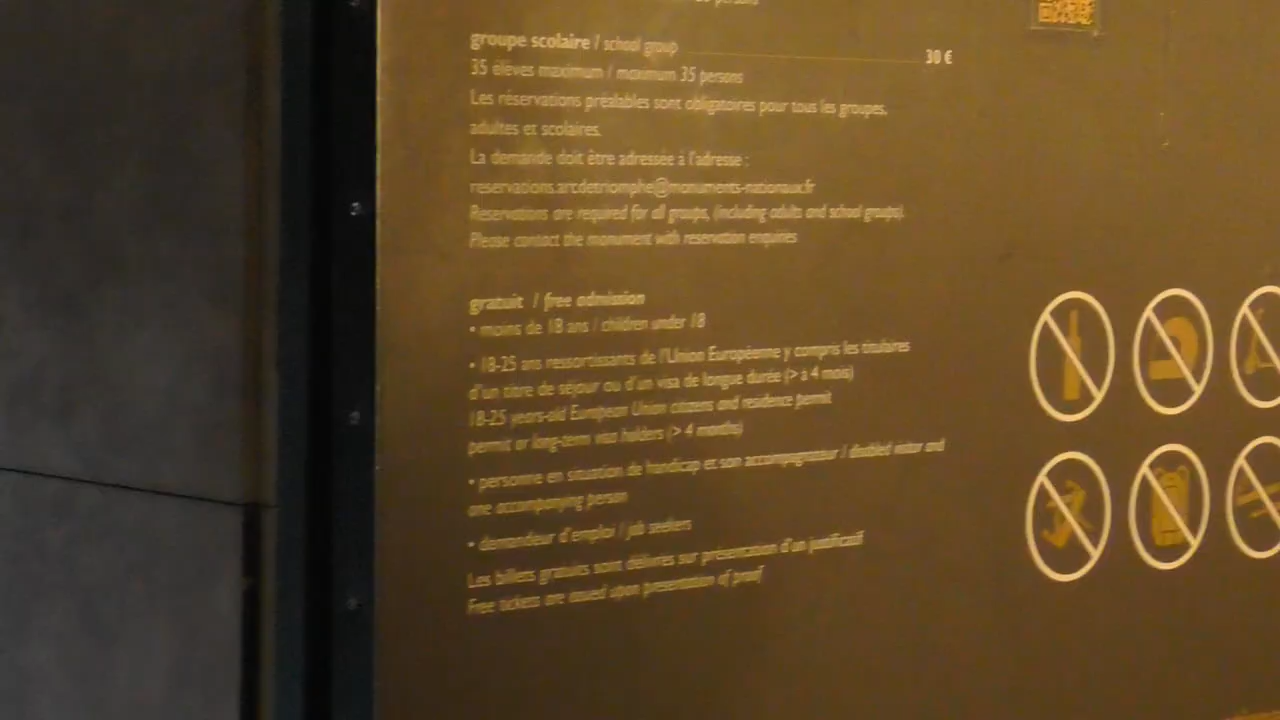 persons
groupe scolaire / school group 30 €
35 élèves maximum / maximum 35 persons
Les réservations préalables sont obligatoires pour tous les groupes,
adultes et scolaires.
La demande doit être adressée à l'adresse :
reservations.arcdetriomphe@monuments-nationaux.fr
Reservations are required for all groups, (including adults and school groups).
Please contact the monument with reservation enquiries
gratuit / free admission
• moins de 18 ans / children under 18
• 18-25 ans ressortissants de l'Union Européenne y compris les titulaires
d'un titre de séjour ou d'un visa de longue durée (> à 4 mois)
18-25 years-old European Union citizens and residence permit
permit or long-term visa holders (> 4 months)
• personne en situation de handicap et son accompagnateur / disabled visitor and
one accompanying person
• demandeur d'emploi / job seekers
Les billets gratuits sont délivrés sur présentation d'un justificatif
Free tickets are issued upon presentation of proof